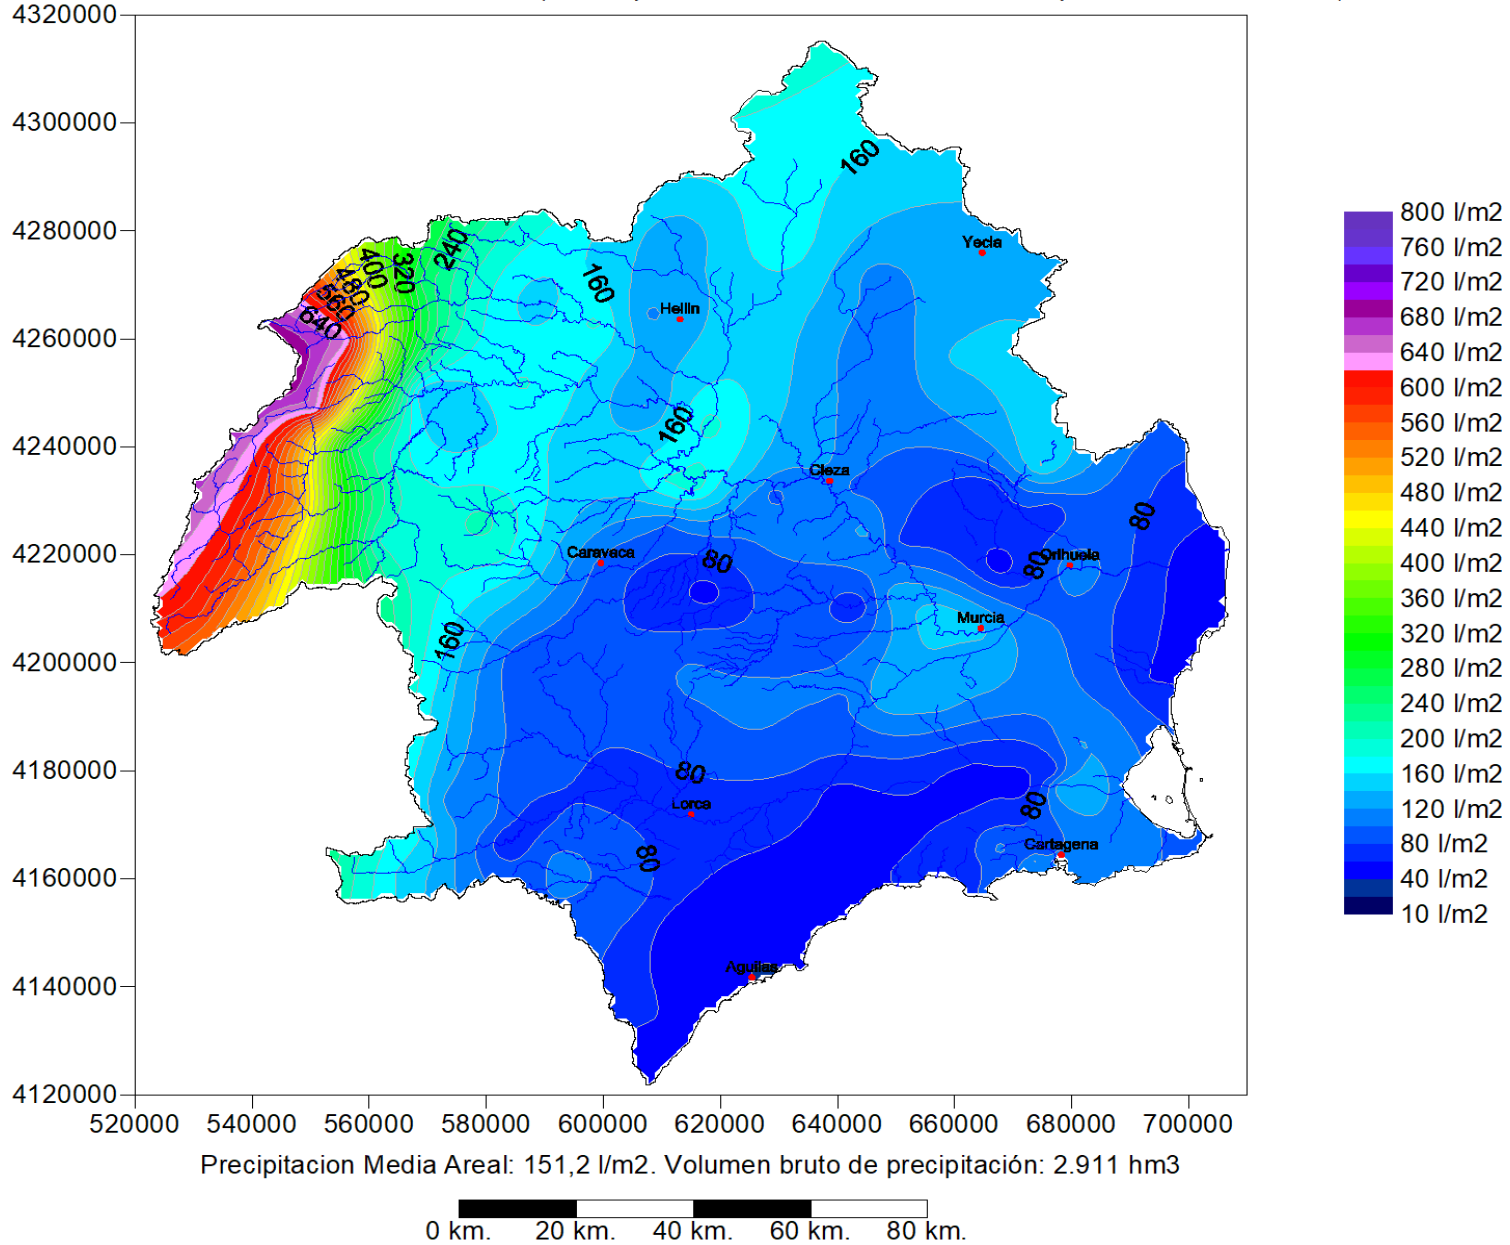 4320000
4300000
4280000
4260000
4240000
4220000
4200000
4180000
4160000
4140000
4120000
520000 540000 560000 580000 600000 620000 640000 660000 680000 700000
160
240
320
400
480
560
640
160
160
160
80
80
80
80
80
80
Yecla
Hellin
Cieza
Caravaca
Orihuela
Murcia
Lorca
Cartagena
Aguilas
800 l/m2
760 l/m2
720 l/m2
680 l/m2
640 l/m2
600 l/m2
560 l/m2
520 l/m2
480 l/m2
440 l/m2
400 l/m2
360 l/m2
320 l/m2
280 l/m2
240 l/m2
200 l/m2
160 l/m2
120 l/m2
80 l/m2
40 l/m2
10 l/m2
Precipitacion Media Areal: 151,2 l/m2. Volumen bruto de precipitación: 2.911 hm3
0 km. 20 km. 40 km. 60 km. 80 km.